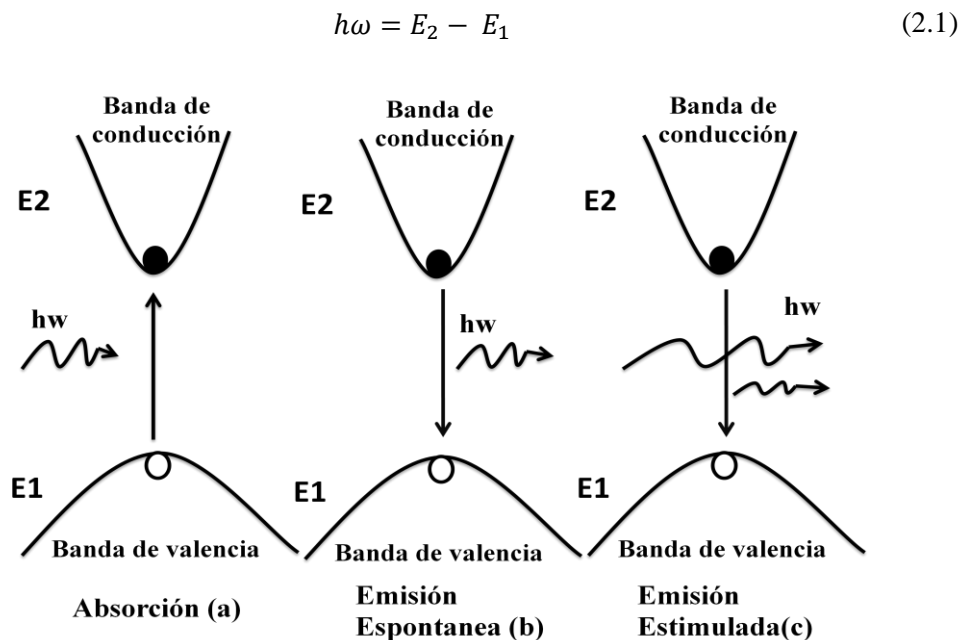 ℎω = E₂ − E₁ (2.1)
Banda de
conducción
Banda de
conducción
Banda de
conducción
E2
E2
E2
hw
hw
hw
E1
E1
E1
Banda de valencia
Banda de valencia
Banda de valencia
Absorción (a)
Emisión
Espontanea (b)
Emisión
Estimulada(c)